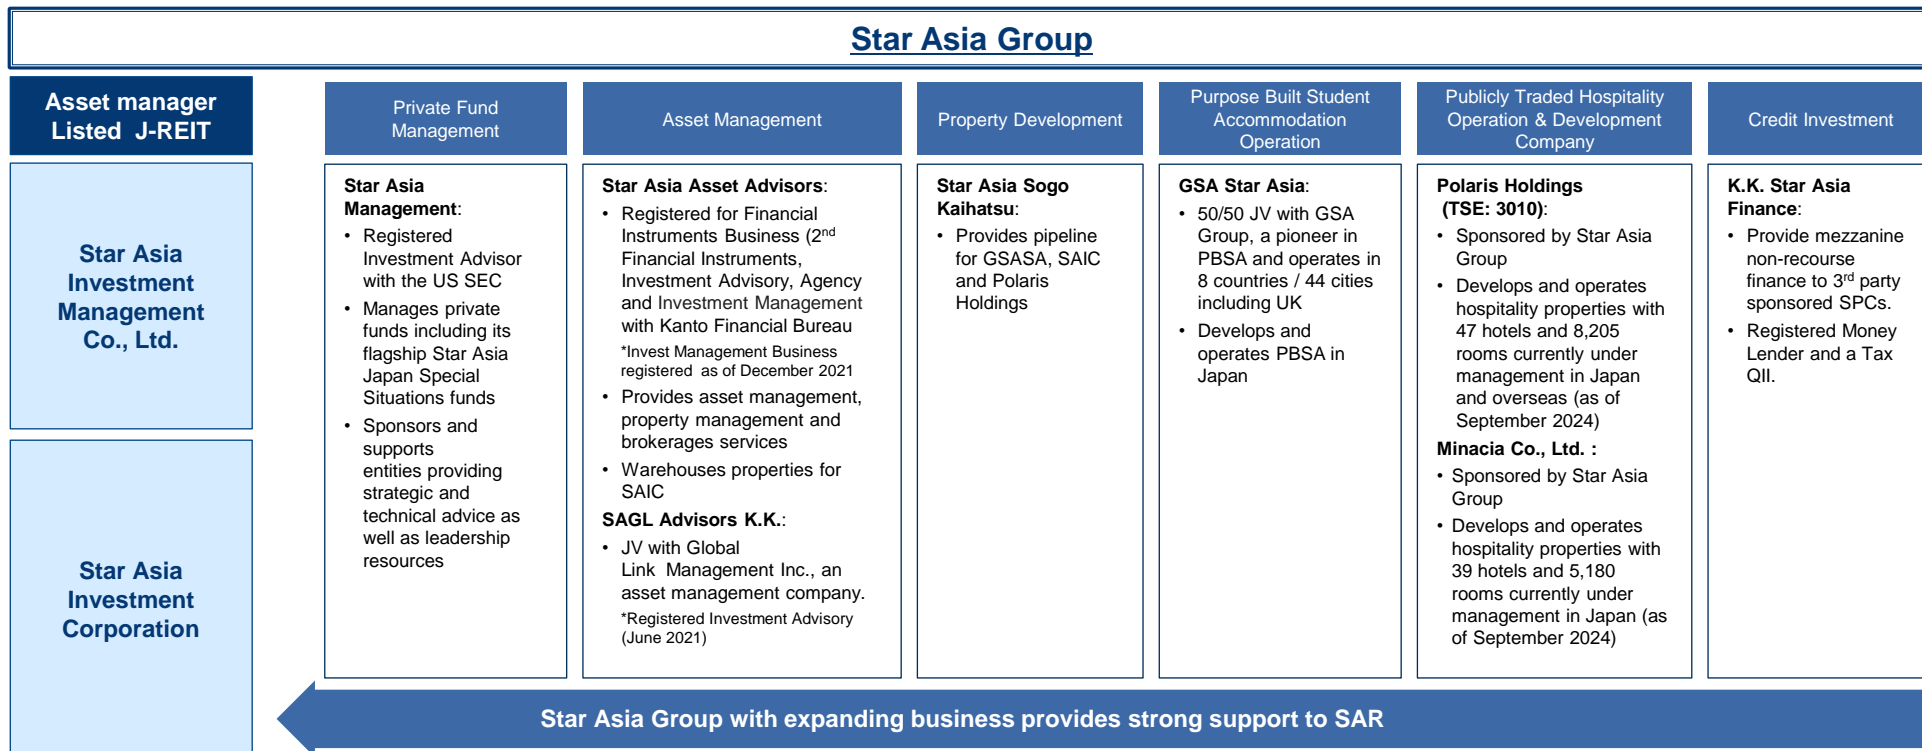 Star Asia Group
Asset manager
Listed J-REIT
Star Asia
Investment
Management
Co., Ltd.
Star Asia
Investment
Corporation
Private Fund
Management
Star Asia
Management:
• Registered
Investment Advisor
with the US SEC
• Manages private
funds including its
flagship Star Asia
Japan Special
Situations funds
• Sponsors and
supports
entities providing
strategic and
technical advice as
well as leadership
resources
Asset Management
Star Asia Asset Advisors:
• Registered for Financial
Instruments Business (2nd
Financial Instruments,
Investment Advisory, Agency
and Investment Management
with Kanto Financial Bureau
*Invest Management Business
registered as of December 2021
• Provides asset management,
property management and
brokerages services
• Warehouses properties for
SAIC
SAGL Advisors K.K.:
• JV with Global
Link Management Inc., an
asset management company.
*Registered Investment Advisory
(June 2021)
Property Development
Star Asia Sogo
Kaihatsu:
• Provides pipeline
for GSASA, SAIC
and Polaris
Holdings
Purpose Built Student
Accommodation
Operation
GSA Star Asia:
• 50/50 JV with GSA
Group, a pioneer in
PBSA and operates in
8 countries / 44 cities
including UK
• Develops and
operates PBSA in
Japan
Publicly Traded Hospitality
Operation & Development
Company
Polaris Holdings
(TSE: 3010):
• Sponsored by Star Asia
Group
• Develops and operates
hospitality properties with
47 hotels and 8,205
rooms currently under
management in Japan
and overseas (as of
September 2024)
Minacia Co., Ltd. :
• Sponsored by Star Asia
Group
• Develops and operates
hospitality properties with
39 hotels and 5,180
rooms currently under
management in Japan (as
of September 2024)
Credit Investment
K.K. Star Asia
Finance:
• Provide mezzanine
non-recourse
finance to 3rd party
sponsored SPCs.
• Registered Money
Lender and a Tax
QII.
Star Asia Group with expanding business provides strong support to SAR